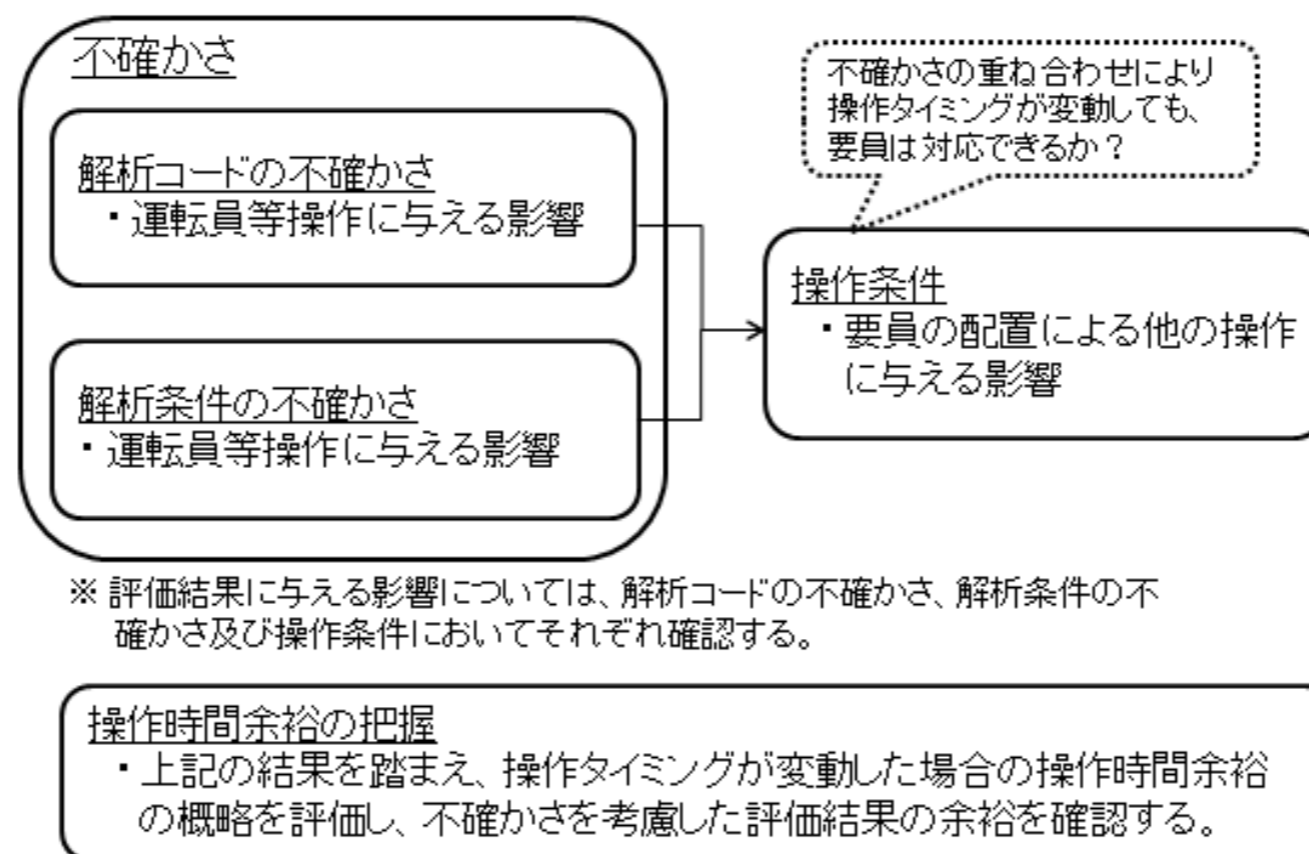 不確かさ
解析コードの不確かさ
・運転員等操作に与える影響
解析条件の不確かさ
・運転員等操作に与える影響
不確かさの重ね合わせにより
操作タイミングが変動しても、
要員は対応できるか？
操作条件
・要員の配置による他の操作
に与える影響
※ 評価結果に与える影響については、解析コードの不確かさ、解析条件の不
確かさ及び操作条件においてそれぞれ確認する。
操作時間余裕の把握
・上記の結果を踏まえ、操作タイミングが変動した場合の操作時間余裕
の概略を評価し、不確かさを考慮した評価結果の余裕を確認する。